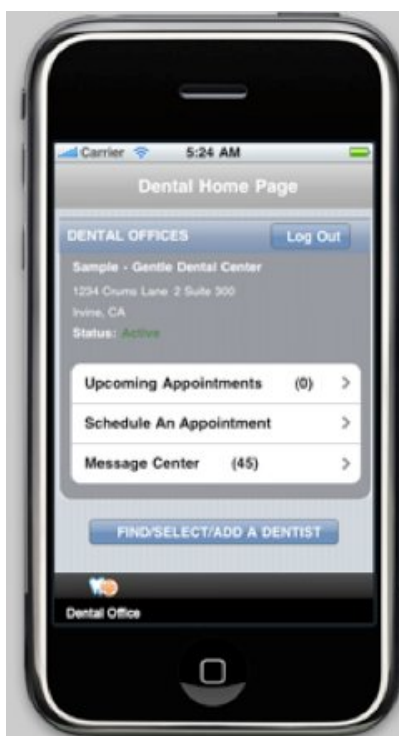 Carrier 5:24 AM
Dental Home Page
DENTAL OFFICES Log Out
Sample - Gentle Dental Center
1234 Crums Lane 2 Suite 300
Irvine, CA
Status: Active
Upcoming Appointments (0) >
Schedule An Appointment >
Message Center (45) >
FIND/SELECT/ADD A DENTIST
Dental Office